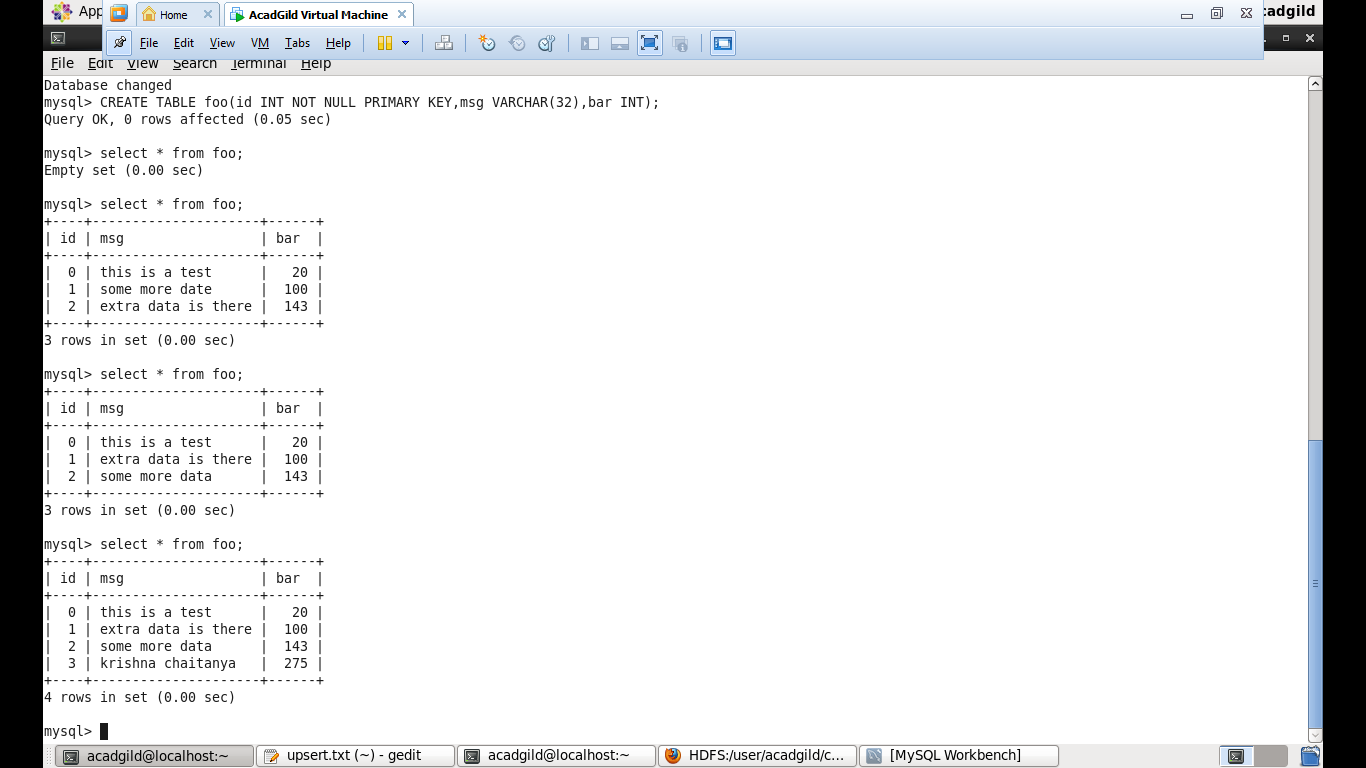 App
Home
AcadGild Virtual Machine
cadgild
File Edit View VM Tabs Help
File Edit View Search Terminal Help
Database changed
mysql> CREATE TABLE foo(id INT NOT NULL PRIMARY KEY,msg VARCHAR(32),bar INT);
Query OK, 0 rows affected (0.05 sec)
mysql> select * from foo;
Empty set (0.00 sec)
mysql> select * from foo;
+----+---------------------+------+
| id | msg                 | bar  |
+----+---------------------+------+
|  0 | this is a test      |   20 |
|  1 | some more date      |  100 |
|  2 | extra data is there |  143 |
+----+---------------------+------+
3 rows in set (0.00 sec)
mysql> select * from foo;
+----+---------------------+------+
| id | msg                 | bar  |
+----+---------------------+------+
|  0 | this is a test      |   20 |
|  1 | extra data is there |  100 |
|  2 | some more data      |  143 |
+----+---------------------+------+
3 rows in set (0.00 sec)
mysql> select * from foo;
+----+---------------------+------+
| id | msg                 | bar  |
+----+---------------------+------+
|  0 | this is a test      |   20 |
|  1 | extra data is there |  100 |
|  2 | some more data      |  143 |
|  3 | krishna chaitanya   |  275 |
+----+---------------------+------+
4 rows in set (0.00 sec)
mysql>
acadgild@localhost:~
upsert.txt (~) - gedit
acadgild@localhost:~
HDFS:/user/acadgild/c...
[MySQL Workbench]